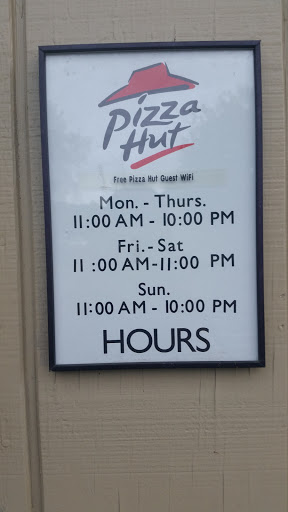 Pizza
Hut
Free Pizza Hut Guest WiFi
Mon. - Thurs.
11:00 AM - 10:00 PM
Fri.- Sat
11 :00 AM-11:00 PM
Sun.
11:00 AM - 10:00 PM
HOURS